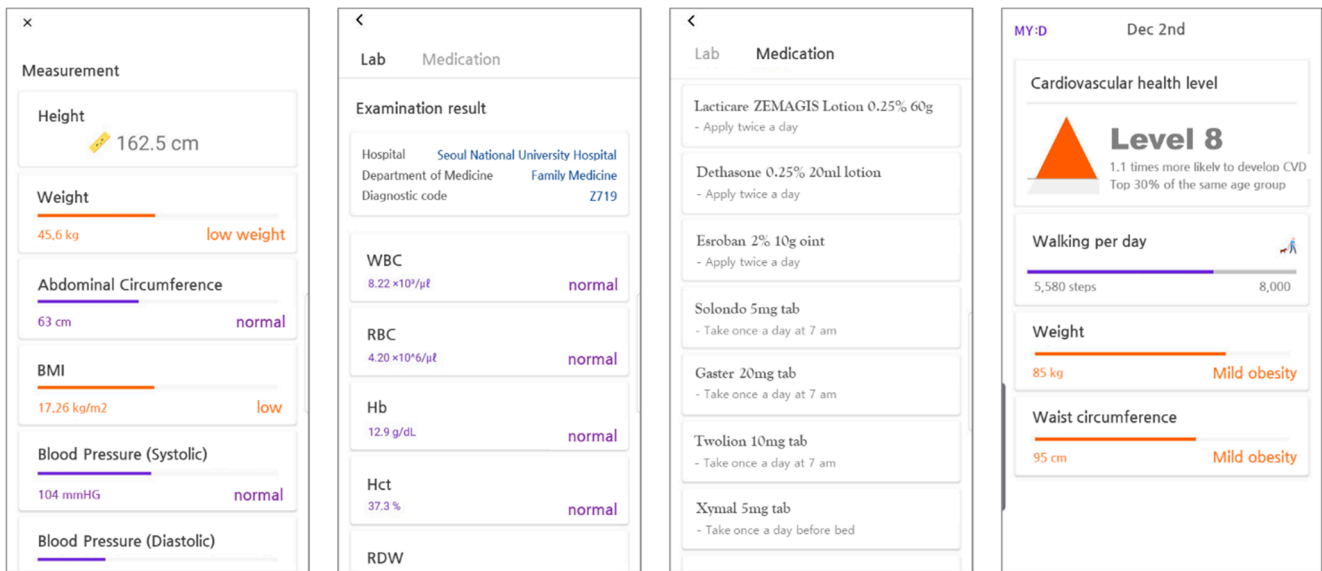 Measurement
Height
162.5 cm
Weight
45.6 kg low weight
Abdominal Circumference
63 cm normal
BMI
17.26 kg/m2 low
Blood Pressure (Systolic)
104 mmHG normal
Blood Pressure (Diastolic)
Lab Medication
Examination result
Hospital Seoul National University Hospital
Department of Medicine Family Medicine
Diagnostic code Z719
WBC
8.22 ×10³/㎕ normal
RBC
4.20 ×10^6/㎕ normal
Hb
12.9 g/dL normal
Hct
37.3 % normal
RDW
Lab Medication
Lacticare ZEMAGIS Lotion 0.25% 60g
- Apply twice a day
Dethasone 0.25% 20ml lotion
- Apply twice a day
Esroban 2% 10g oint
- Apply twice a day
Solondo 5mg tab
- Take once a day at 7 am
Gaster 20mg tab
- Take once a day at 7 am
Twolion 10mg tab
- Take once a day at 7 am
Xymal 5mg tab
- Take once a day before bed
MY:D Dec 2nd
Cardiovascular health level
Level 8
1.1 times more likely to develop CVD
Top 30% of the same age group
Walking per day
5,580 steps 8,000
Weight
85 kg Mild obesity
Waist circumference
95 cm Mild obesity